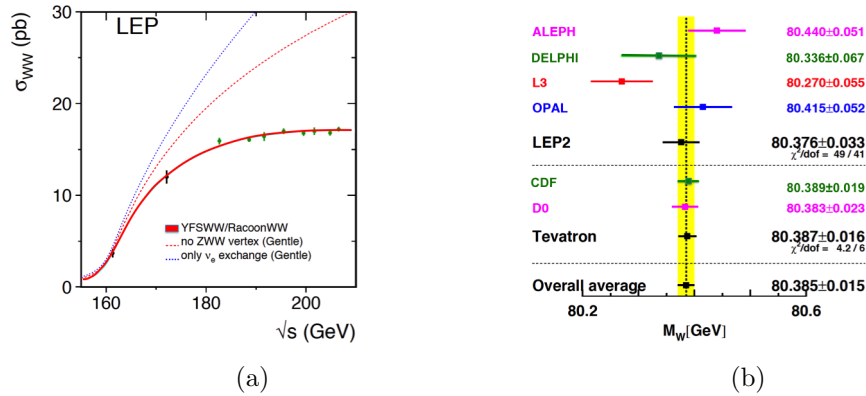 LEP
σWW (pb)
30
20
10
0
YFSWW/RacoonWW
no ZWW vertex (Gentle)
only νe exchange (Gentle)
160 180 200
√s (GeV)
(a)
ALEPH 80.440±0.051
DELPHI 80.336±0.067
L3 80.270±0.055
OPAL 80.415±0.052
LEP2 80.376±0.033
χ²/dof = 49 / 41
CDF 80.389±0.019
D0 80.383±0.023
Tevatron 80.387±0.016
χ²/dof = 4.2 / 6
Overall average 80.385±0.015
80.2 80.6
MW[GeV]
(b)